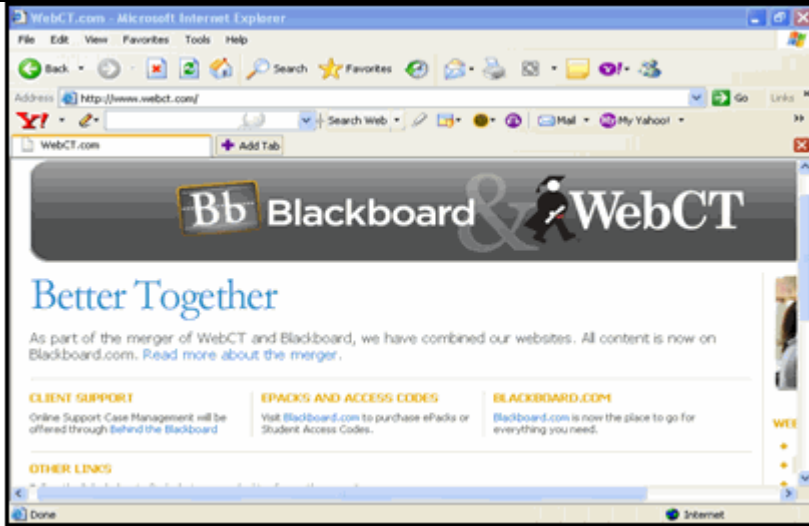 WebCT.com - Microsoft Internet Explorer
File Edit View Favorites Tools Help
Back Search Favorites
Address http://www.webct.com/ Go Links
Y! Search Web Mail My Yahoo!
WebCT.com Add Tab
Bb Blackboard & WebCT
Better Together
As part of the merger of WebCT and Blackboard, we have combined our websites. All content is now on
Blackboard.com. Read more about the merger.
CLIENT SUPPORT EPACKS AND ACCESS CODES BLACKBOARD.COM
Online Support Case Management will be Visit Blackboard.com to purchase ePacks or Blackboard.com is now the place to go for
offered through Behind the Blackboard Student Access Codes. everything you need.
OTHER LINKS
Done Internet